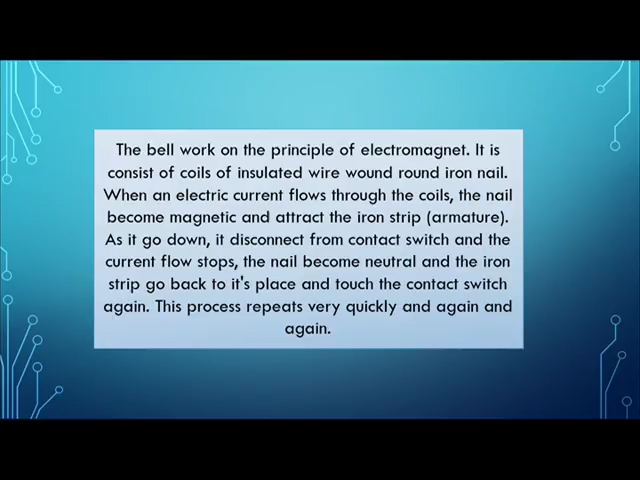 The bell work on the principle of electromagnet. It is
consist of coils of insulated wire wound round iron nail.
When an electric current flows through the coils, the nail
become magnetic and attract the iron strip (armature).
As it go down, it disconnect from contact switch and the
current flow stops, the nail become neutral and the iron
strip go back to it's place and touch the contact switch
again. This process repeats very quickly and again and
again.